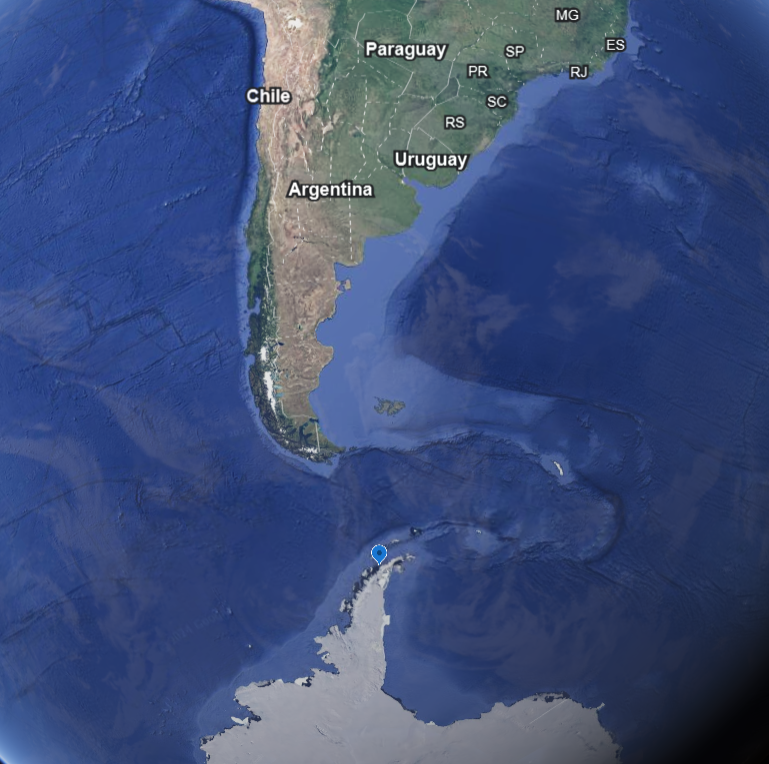 MG
ES
Paraguay
SP
PR
RJ
Chile
SC
RS
Uruguay
Argentina